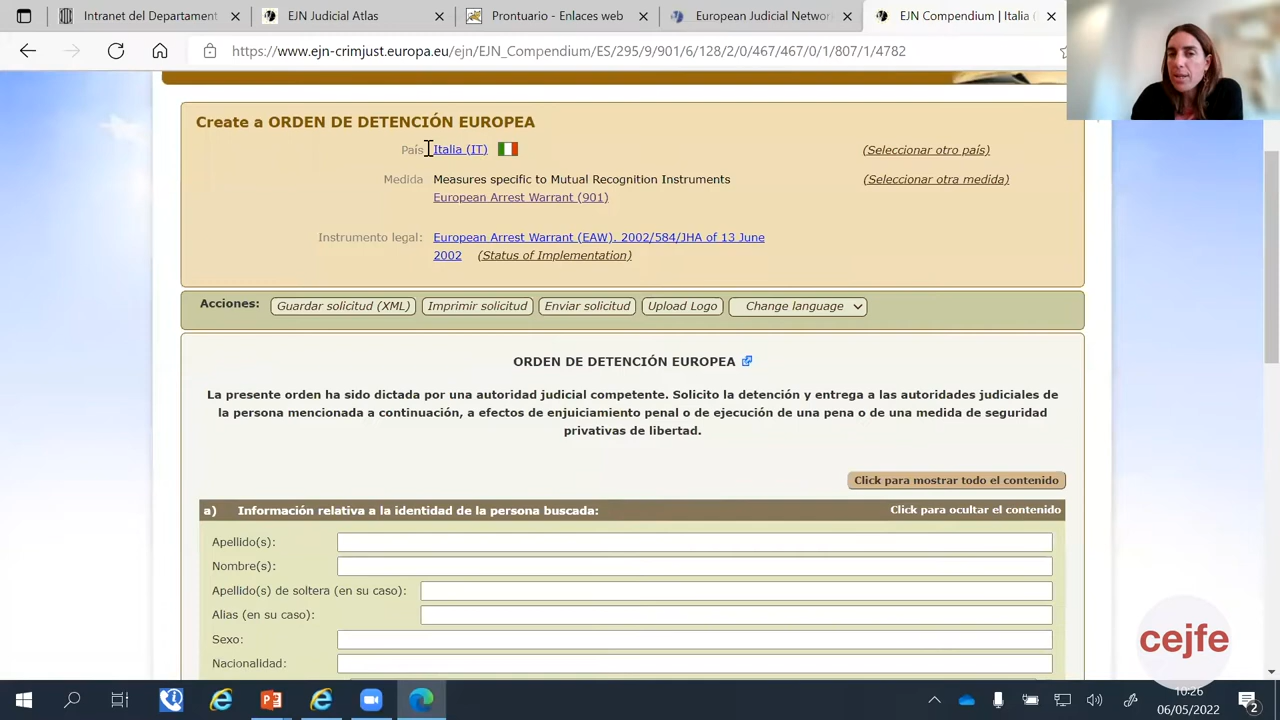 Intranet del Departament
EJN Judicial Atlas
Prontuario - Enlaces web
European Judicial Network
EJN Compendium | Italia (
https://www.ejn-crimjust.europa.eu/ejn/EJN_Compendium/ES/295/9/901/6/128/2/0/467/467/0/1/807/1/4782
Create a ORDEN DE DETENCIÓN EUROPEA
País Italia (IT) (Seleccionar otro país)
Medida Measures specific to Mutual Recognition Instruments (Seleccionar otra medida)
European Arrest Warrant (901)
Instrumento legal: European Arrest Warrant (EAW). 2002/584/JHA of 13 June
2002 (Status of Implementation)
Acciones: Guardar solicitud (XML) Imprimir solicitud Enviar solicitud Upload Logo Change language
ORDEN DE DETENCIÓN EUROPEA
La presente orden ha sido dictada por una autoridad judicial competente. Solicito la detención y entrega a las autoridades judiciales de
la persona mencionada a continuación, a efectos de enjuiciamiento penal o de ejecución de una pena o de una medida de seguridad
privativas de libertad.
Click para mostrar todo el contenido
a) Información relativa a la identidad de la persona buscada: Click para ocultar el contenido
Apellido(s):
Nombre(s):
Apellido(s) de soltera (en su caso):
Alias (en su caso):
Sexo:
Nacionalidad:
cejfe
10:26
06/05/2022
2